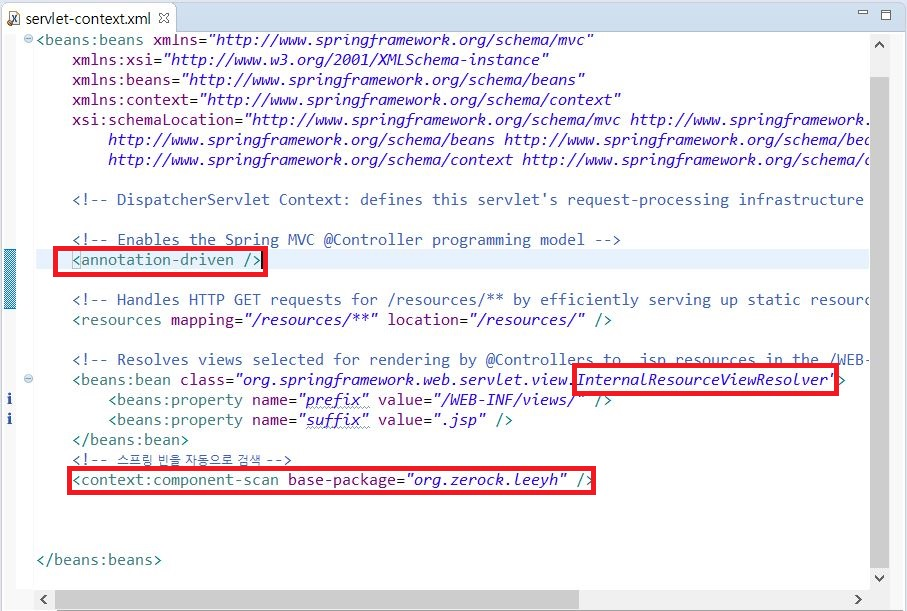 servlet-context.xml
<beans:beans xmlns="http://www.springframework.org/schema/mvc"
xmlns:xsi="http://www.w3.org/2001/XMLSchema-instance"
xmlns:beans="http://www.springframework.org/schema/beans"
xmlns:context="http://www.springframework.org/schema/context"
xsi:schemaLocation="http://www.springframework.org/schema/mvc http://www.springframework.
http://www.springframework.org/schema/beans http://www.springframework.org/schema/bea
http://www.springframework.org/schema/context http://www.springframework.org/schema/c
<!-- DispatcherServlet Context: defines this servlet's request-processing infrastructure
<!-- Enables the Spring MVC @Controller programming model -->
<annotation-driven />
<!-- Handles HTTP GET requests for /resources/** by efficiently serving up static resourc
<resources mapping="/resources/**" location="/resources/" />
<!-- Resolves views selected for rendering by @Controllers to .jsp resources in the /WEB-
<beans:bean class="org.springframework.web.servlet.view.InternalResourceViewResolver">
<beans:property name="prefix" value="/WEB-INF/views/" />
<beans:property name="suffix" value=".jsp" />
</beans:bean>
<!-- 스프링 빈을 자동으로 검색 -->
<context:component-scan base-package="org.zerock.leeyh" />
</beans:beans>